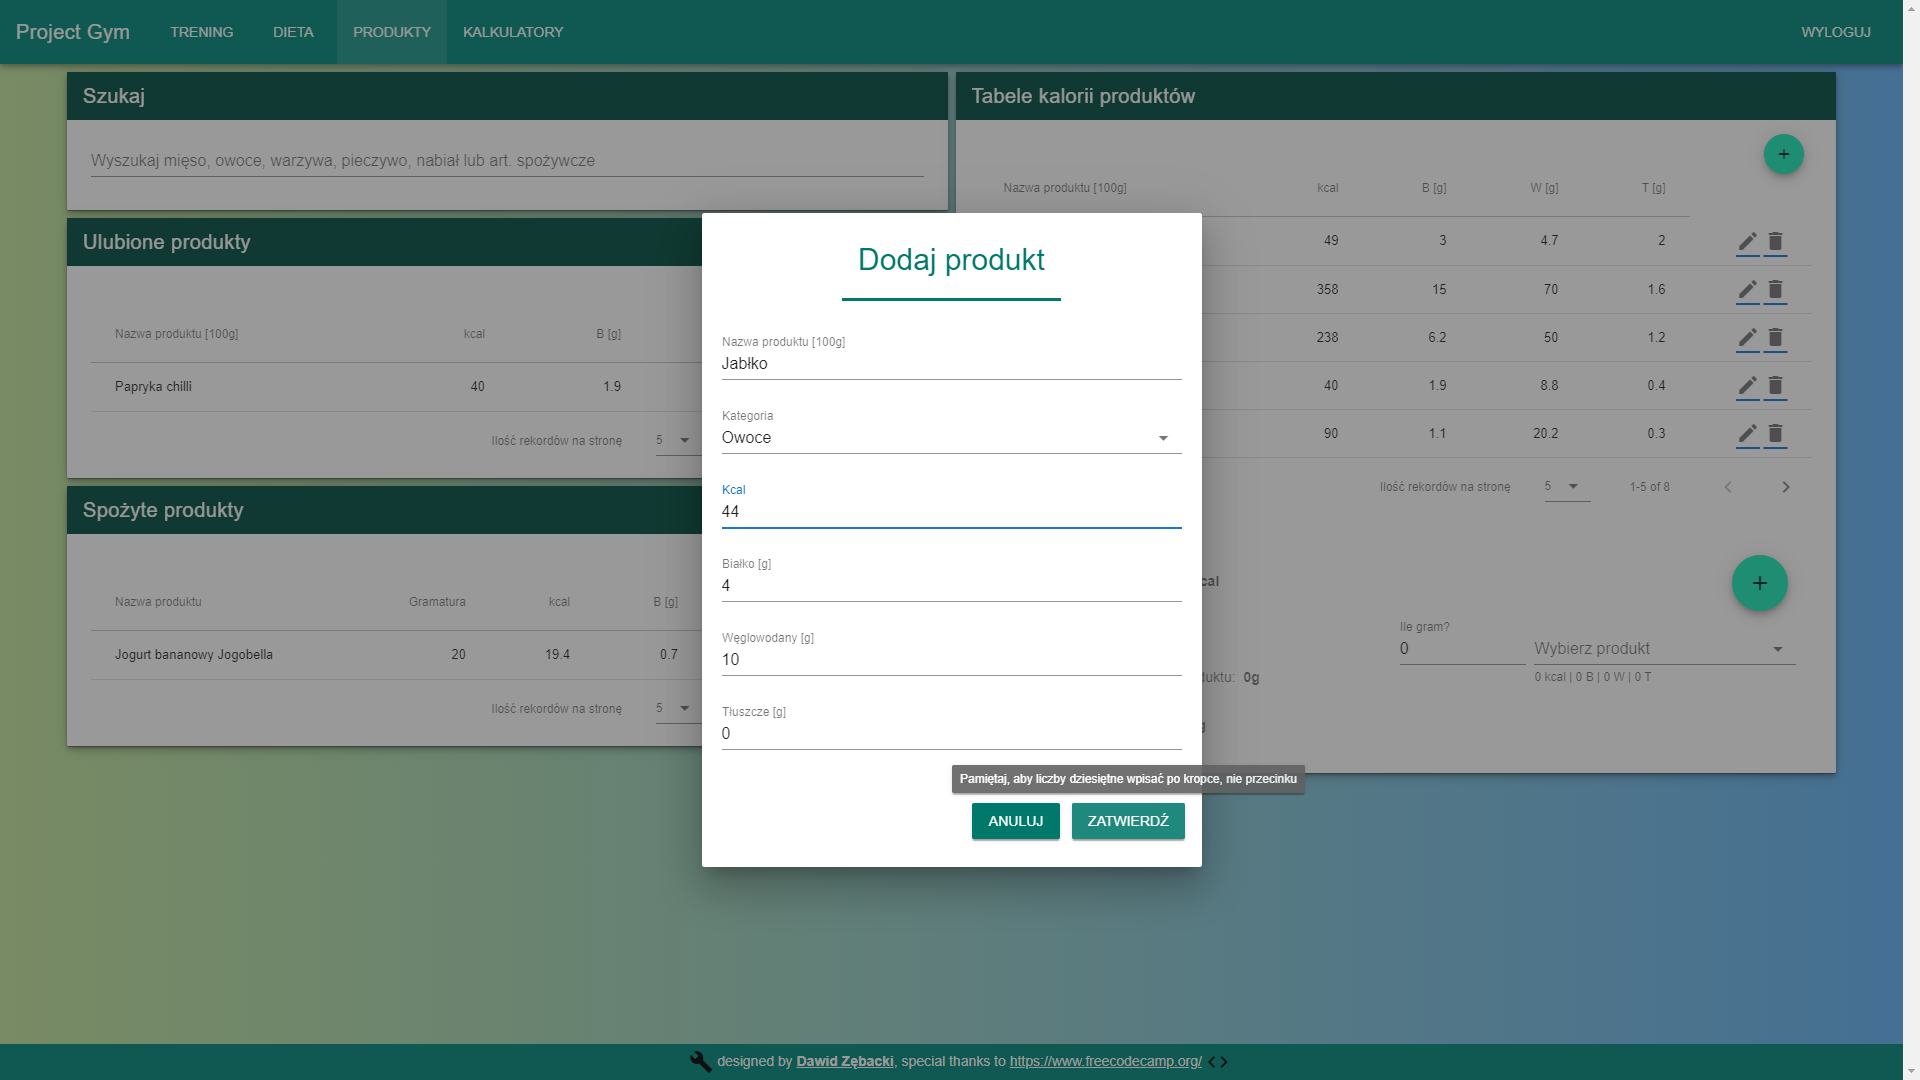 Project Gym TRENING DIETA PRODUKTY KALKULATORY WYLOGUJ
Szukaj
Wyszukaj mięso, owoce, warzywa, pieczywo, nabiał lub art. spożywcze
Ulubione produkty
Nazwa produktu [100g] kcal B [g]
Papryka chilli 40 1.9
Ilość rekordów na stronę 5
Spożyte produkty
Nazwa produktu Gramatura kcal B [g]
Jogurt bananowy Jogobella 20 19.4 0.7
Ilość rekordów na stronę 5
Dodaj produkt
Nazwa produktu [100g]
Jabłko
Kategoria
Owoce
Kcal
44
Białko [g]
4
Węglowodany [g]
10
Tłuszcze [g]
0
Pamiętaj, aby liczby dziesiętne wpisać po kropce, nie przecinku
ANULUJ ZATWIERDŹ
Tabele kalorii produktów
+
Nazwa produktu [100g] kcal B [g] W [g] T [g]
49 3 4.7 2
358 15 70 1.6
238 6.2 50 1.2
40 1.9 8.8 0.4
90 1.1 20.2 0.3
Ilość rekordów na stronę 5 1-5 of 8
+
Ile gram?
0 Wybierz produkt
0g
0 kcal | 0 B | 0 W | 0 T
designed by Dawid Zębacki, special thanks to https://www.freecodecamp.org/